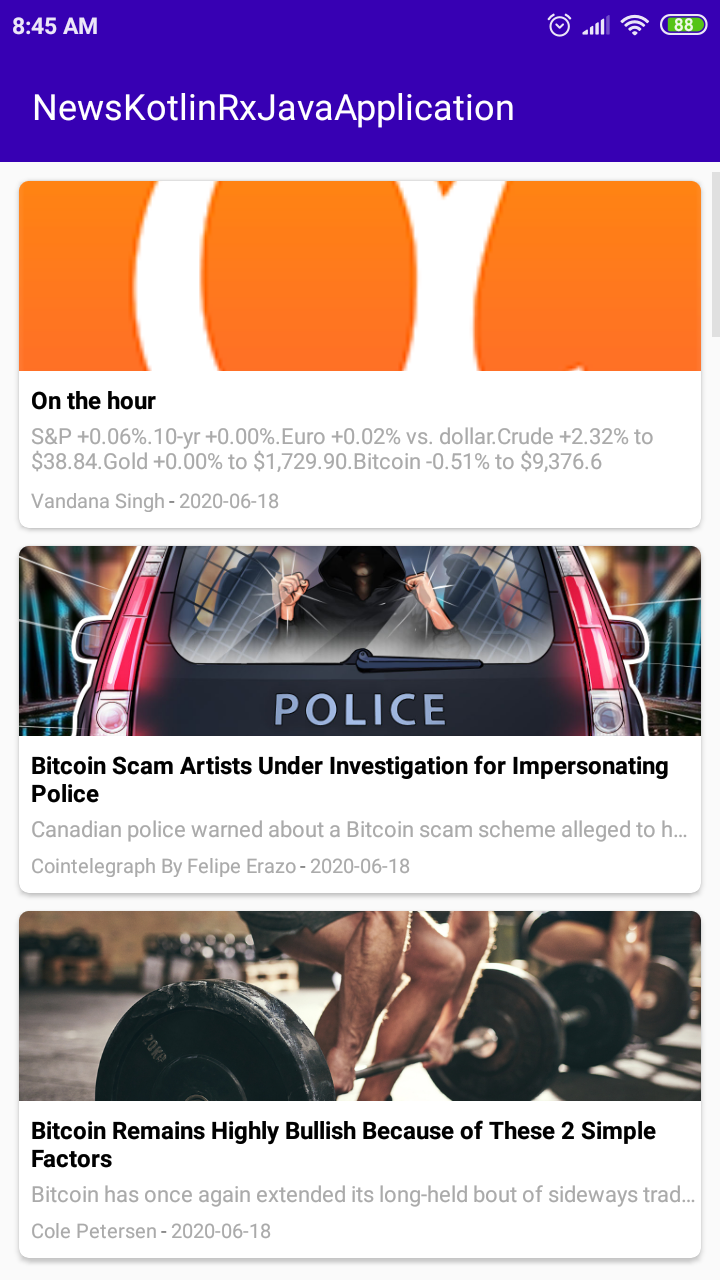 8:45 AM
88
NewsKotlinRxJavaApplication
On the hour
S&P +0.06%.10-yr +0.00%.Euro +0.02% vs. dollar.Crude +2.32% to
$38.84.Gold +0.00% to $1,729.90.Bitcoin -0.51% to $9,376.6
Vandana Singh - 2020-06-18
POLICE
Bitcoin Scam Artists Under Investigation for Impersonating
Police
Canadian police warned about a Bitcoin scam scheme alleged to h...
Cointelegraph By Felipe Erazo - 2020-06-18
20KG
Bitcoin Remains Highly Bullish Because of These 2 Simple
Factors
Bitcoin has once again extended its long-held bout of sideways trad...
Cole Petersen - 2020-06-18